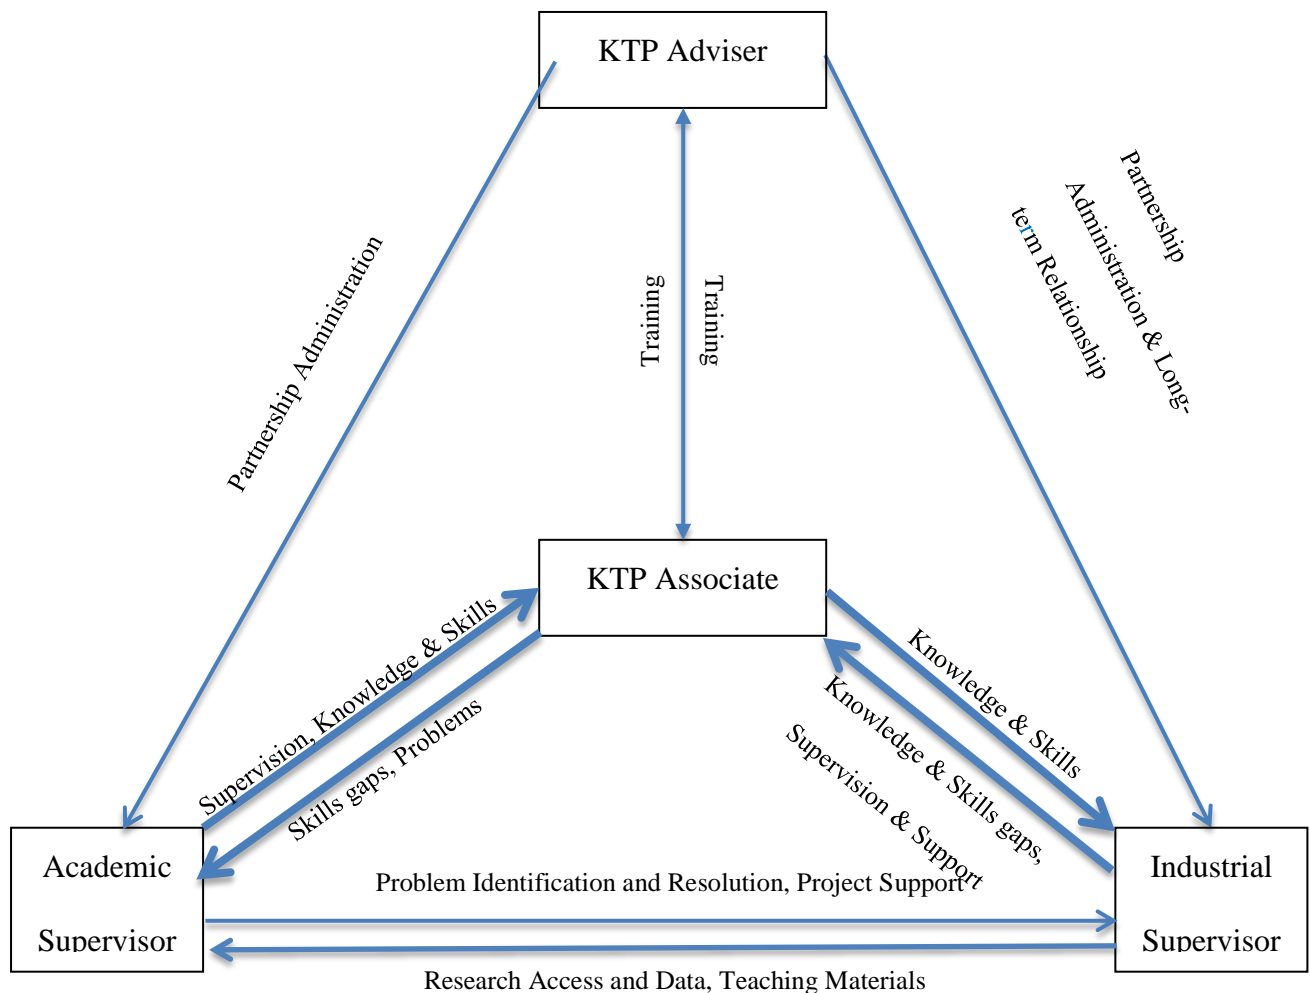 KTP Adviser
Partnership
Administration & Long-
term Relationship
Partnership Administration
Training
Training
KTP Associate
Supervision, Knowledge & Skills
Skills gaps, Problems
Knowledge & Skills
Knowledge & Skills gaps,
Supervision & Support
Academic
Supervisor
Industrial
Supervisor
Problem Identification and Resolution, Project Support
Research Access and Data, Teaching Materials